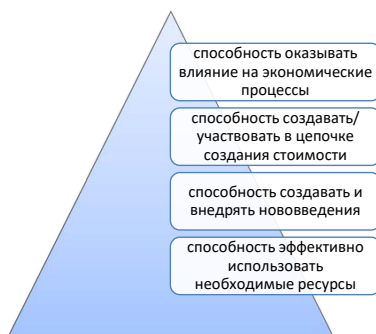 способность оказывать
влияние на экономические
процессы
способность создавать/
участвовать в цепочке
создания стоимости
способность создавать и
внедрять нововведения
способность эффективно
использовать
необходимые ресурсы